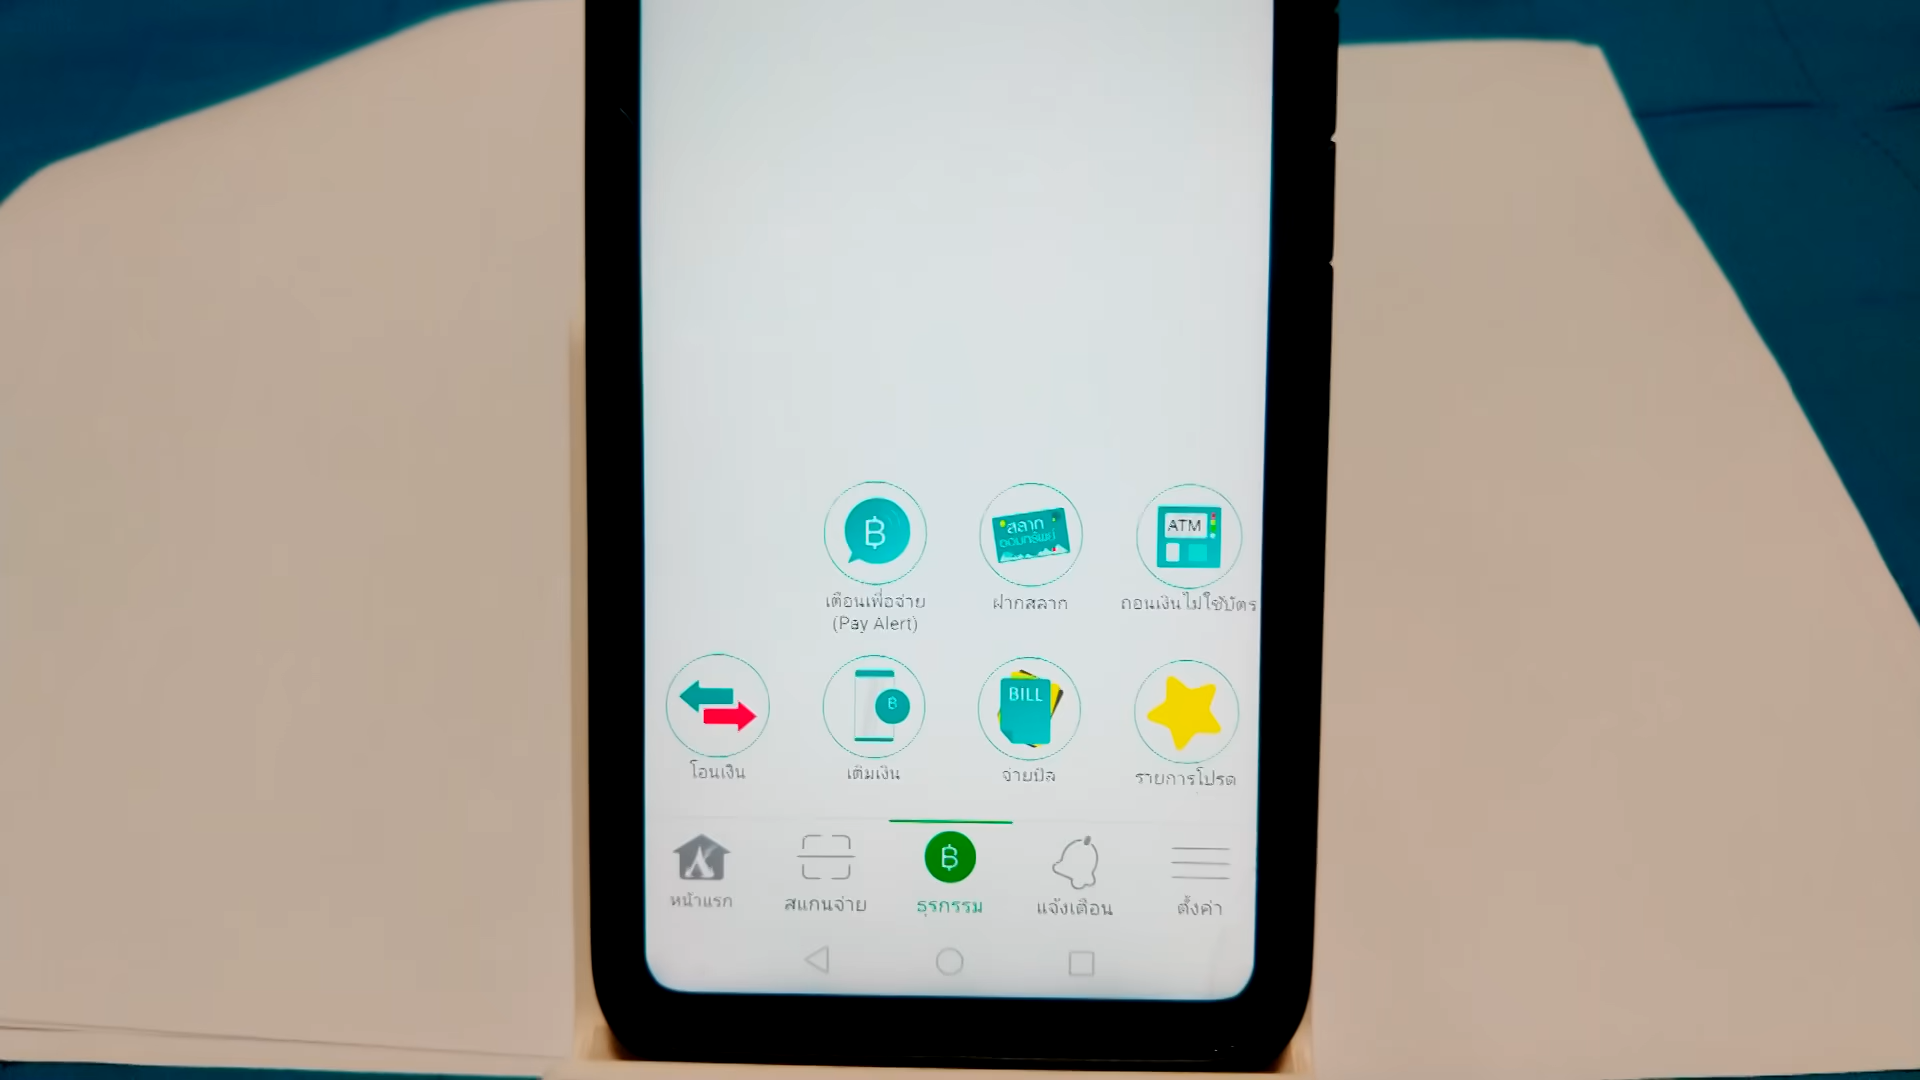 ฿
สลาก
ออมทรัพย์
ATM
เตือนเพื่อจ่าย
(Pay Alert)
ฝากสลาก
ถอนเงินไม่ใช้บัตร
฿
BILL
โอนเงิน
เติมเงิน
จ่ายบิล
รายการโปรด
฿
หน้าแรก
สแกนจ่าย
ธุรกรรม
แจ้งเตือน
ตั้งค่า